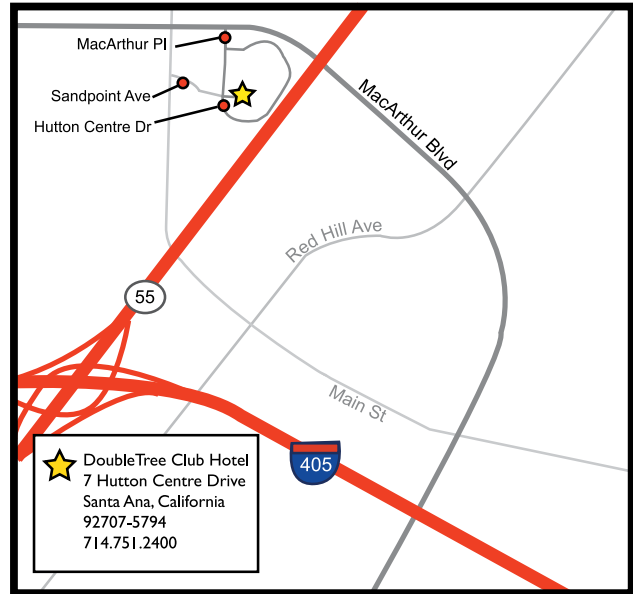 MacArthur Pl
Sandpoint Ave
Hutton Centre Dr
MacArthur Blvd
Red Hill Ave
55
Main St
405
DoubleTree Club Hotel
7 Hutton Centre Drive
Santa Ana, California
92707-5794
714.751.2400